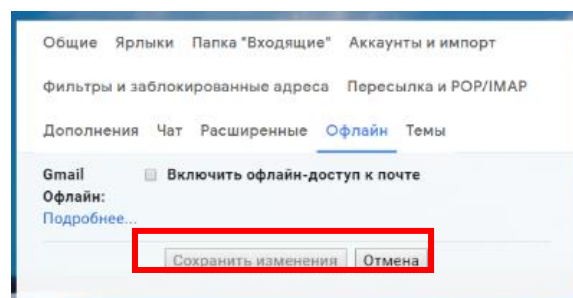 Общие Ярлыки Папка "Входящие" Аккаунты и импорт
Фильтры и заблокированные адреса Пересылка и POP/IMAP
Дополнения Чат Расширенные Офлайн Темы
Gmail Включить офлайн-доступ к почте
Офлайн:
Подробнее...
Сохранить изменения Отмена